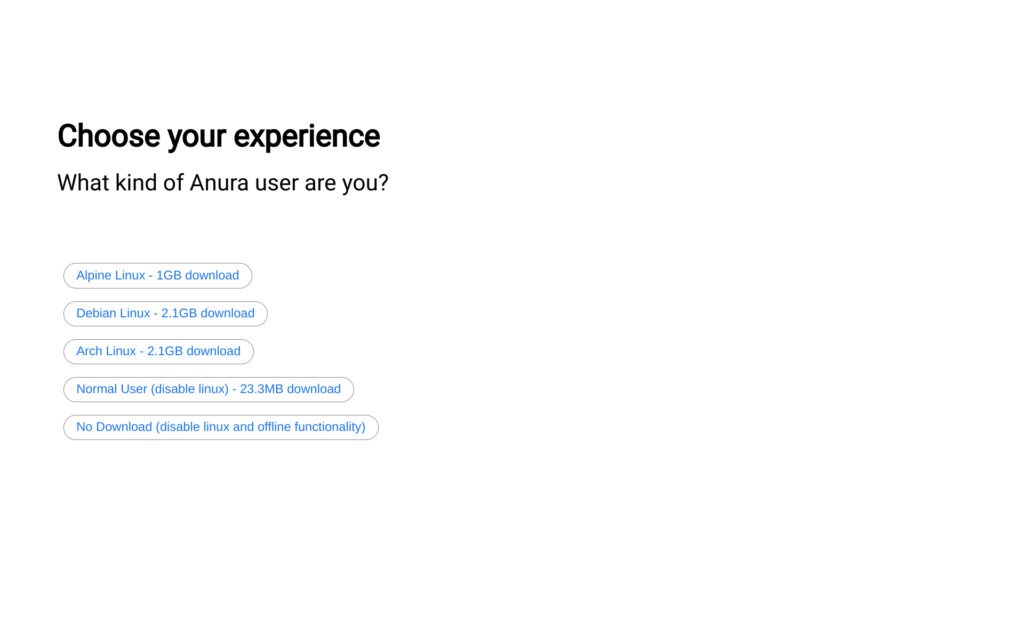 Choose your experience
What kind of Anura user are you?
Alpine Linux - 1GB download
Debian Linux - 2.1GB download
Arch Linux - 2.1GB download
Normal User (disable linux) - 23.3MB download
No Download (disable linux and offline functionality)